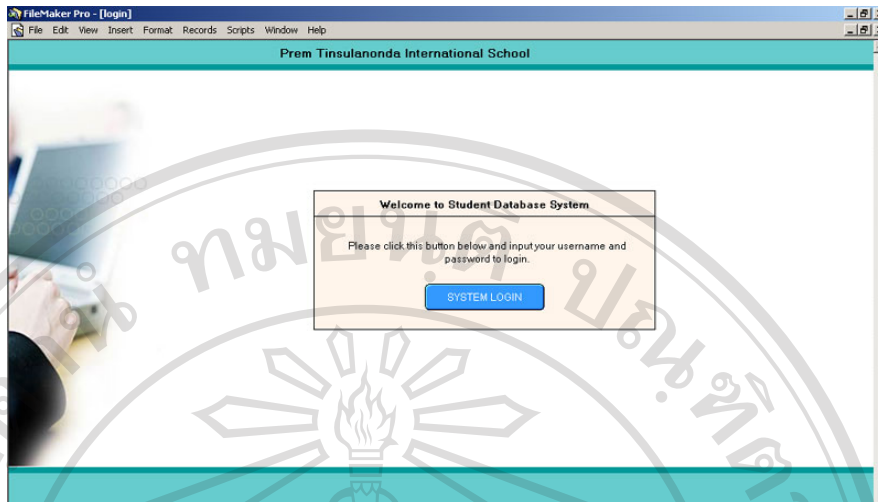 FileMaker Pro - [login]
File Edit View Insert Format Records Scripts Window Help
Prem Tinsulanonda International School
Welcome to Student Database System
Please click this button below and input your username and
password to login.
SYSTEM LOGIN